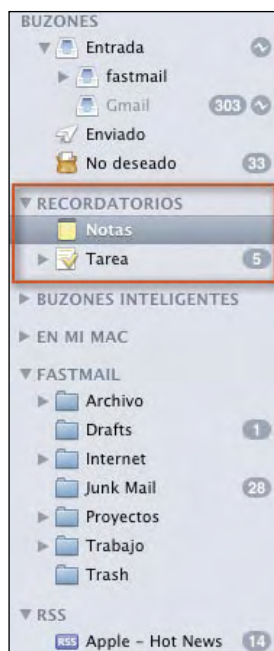 BUZONES
Entrada
fastmail
Gmail 303
Enviado
No deseado 33
RECORDATORIOS
Notas
Tarea 5
BUZONES INTELIGENTES
EN MI MAC
FASTMAIL
Archivo
Drafts 1
Internet
Junk Mail 28
Proyectos
Trabajo
Trash
RSS
RSS Apple – Hot News 14